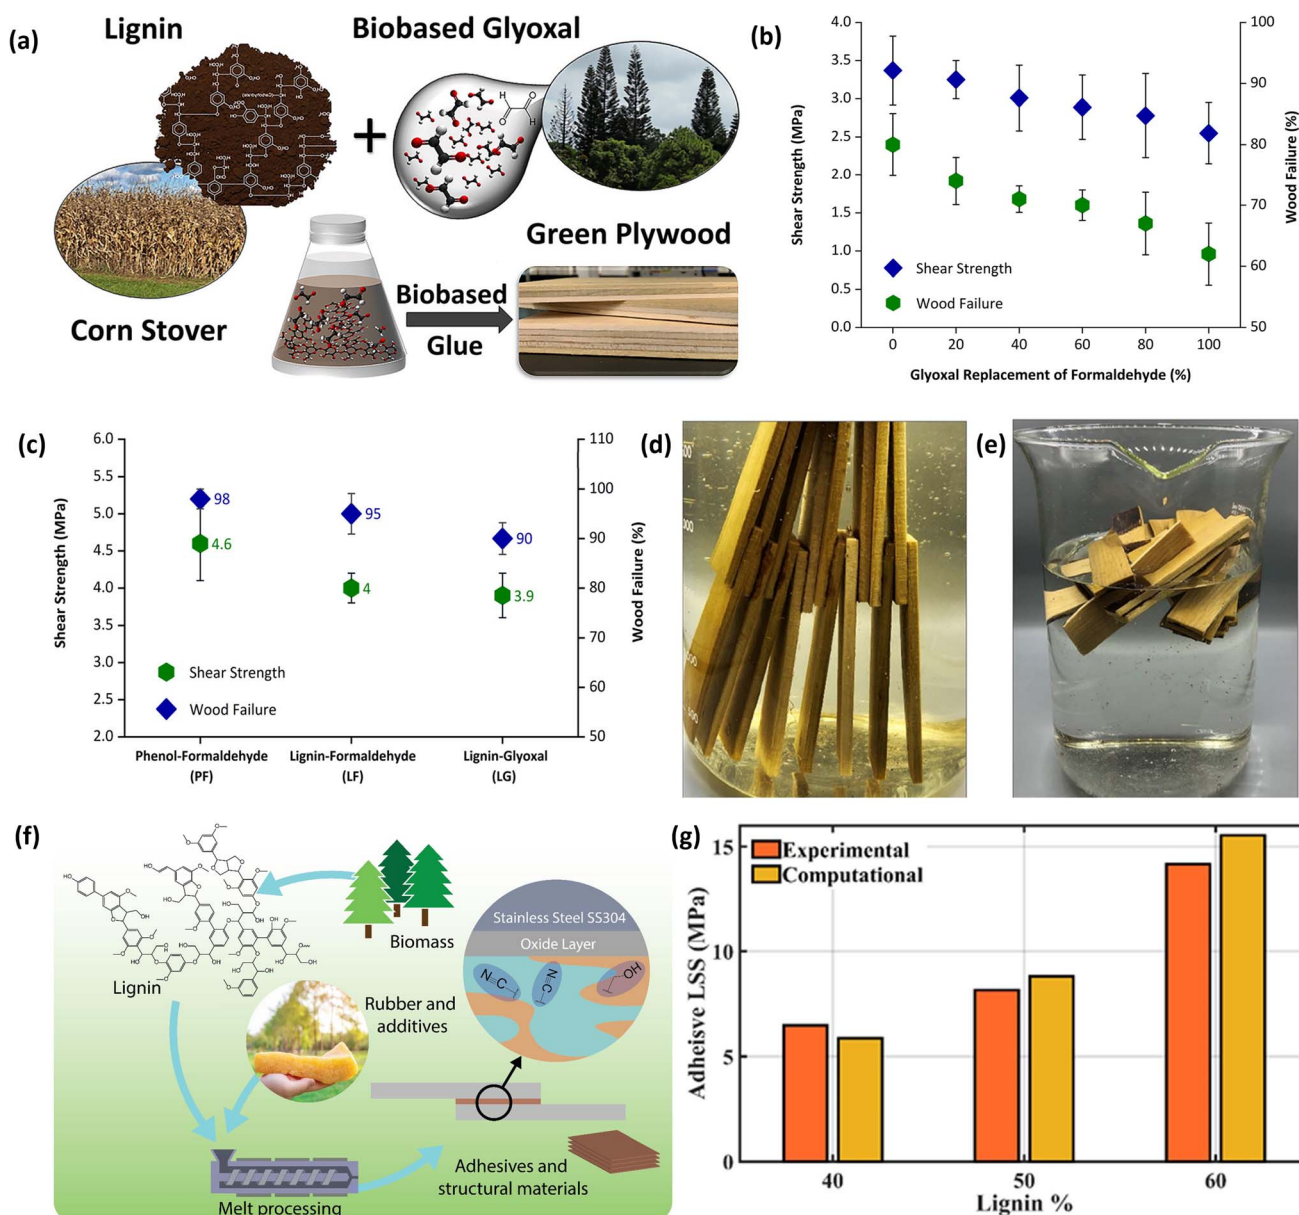 (a)
Lignin
Biobased Glyoxal
Corn Stover
Biobased
Glue
Green Plywood
(b)
Shear Strength (MPa)
4.0
3.5
3.0
2.5
2.0
1.5
1.0
0.5
0.0
Shear Strength
Wood Failure
100
90
80
70
60
50
Wood Failure (%)
0 20 40 60 80 100
Glyoxal Replacement of Formaldehyde (%)
(c)
Shear Strength (MPa)
6.0
5.5
5.0
4.5
4.0
3.5
3.0
2.5
2.0
98
4.6
95
4
90
3.9
Shear Strength
Wood Failure
110
100
90
80
70
60
50
Wood Failure (%)
Phenol-Formaldehyde
(PF)
Lignin-Formaldehyde
(LF)
Lignin-Glyoxal
(LG)
(d)
(e)
(f)
Lignin
Biomass
Rubber and
additives
Stainless Steel SS304
Oxide Layer
N≡C
N≡C
HO
Melt processing
Adhesives and
structural materials
(g)
Adheisve LSS (MPa)
15
10
5
0
Experimental
Computational
40 50 60
Lignin %